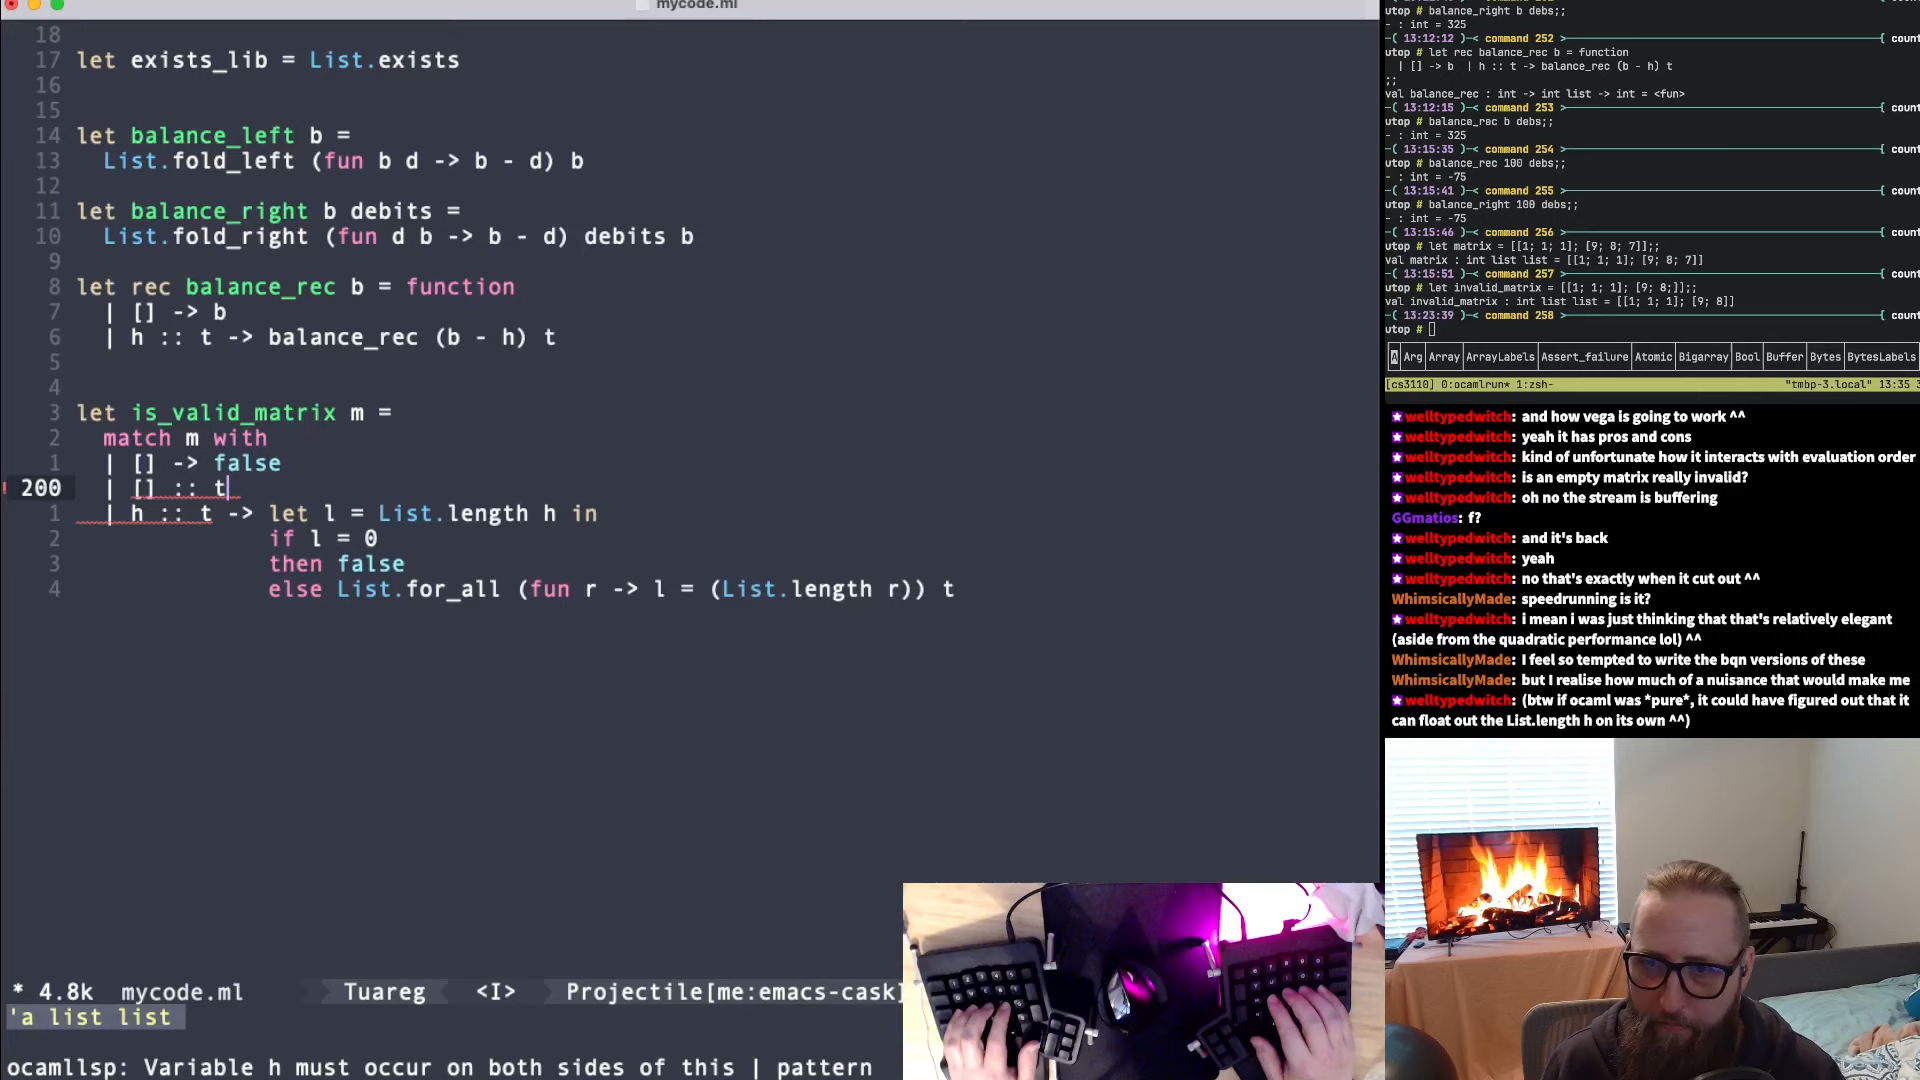 mycode.ml
18
17 let exists_lib = List.exists
16
15
14 let balance_left b =
13 List.fold_left (fun b d -> b - d) b
12
11 let balance_right b debits =
10 List.fold_right (fun d b -> b - d) debits b
9
8 let rec balance_rec b = function
7 | [] -> b
6 | h :: t -> balance_rec (b - h) t
5
4
3 let is_valid_matrix m =
2 match m with
1 | [] -> false
200 | [] :: t
1 | h :: t -> let l = List.length h in
2 if l = 0
3 then false
4 else List.for_all (fun r -> l = (List.length r)) t
* 4.8k mycode.ml Tuareg <I> Projectile[me:emacs-cask]
'a list list
ocamllsp: Variable h must occur on both sides of this | pattern
utop # balance_right b debs;;
- : int = 325
-( 13:12:12 )-< command 252 >-{ count
utop # let rec balance_rec b = function
| [] -> b | h :: t -> balance_rec (b - h) t
;;
val balance_rec : int -> int list -> int = <fun>
-( 13:12:15 )-< command 253 >-{ count
utop # balance_rec b debs;;
- : int = 325
-( 13:15:35 )-< command 254 >-{ count
utop # balance_rec 100 debs;;
- : int = -75
-( 13:15:41 )-< command 255 >-{ count
utop # balance_right 100 debs;;
- : int = -75
-( 13:15:46 )-< command 256 >-{ count
utop # let matrix = [[1; 1; 1]; [9; 8; 7]];;
val matrix : int list list = [[1; 1; 1]; [9; 8; 7]]
-( 13:15:51 )-< command 257 >-{ count
utop # let invalid_matrix = [[1; 1; 1]; [9; 8;]];;
val invalid_matrix : int list list = [[1; 1; 1]; [9; 8]]
-( 13:23:39 )-< command 258 >-{ count
utop #
A Arg Array ArrayLabels Assert_failure Atomic Bigarray Bool Buffer Bytes BytesLabels
[cs3110] 0:ocamlrun* 1:zsh- "tmbp-3.local" 13:35 3
welltypedwitch: and how vega is going to work ^^
welltypedwitch: yeah it has pros and cons
welltypedwitch: kind of unfortunate how it interacts with evaluation order
welltypedwitch: is an empty matrix really invalid?
welltypedwitch: oh no the stream is buffering
GGmatios: f?
welltypedwitch: and it's back
welltypedwitch: yeah
welltypedwitch: no that's exactly when it cut out ^^
WhimsicallyMade: speedrunning is it?
welltypedwitch: i mean i was just thinking that that's relatively elegant
(aside from the quadratic performance lol) ^^
WhimsicallyMade: I feel so tempted to write the bqn versions of these
WhimsicallyMade: but I realise how much of a nuisance that would make me
welltypedwitch: (btw if ocaml was *pure*, it could have figured out that it
can float out the List.length h on its own ^^)